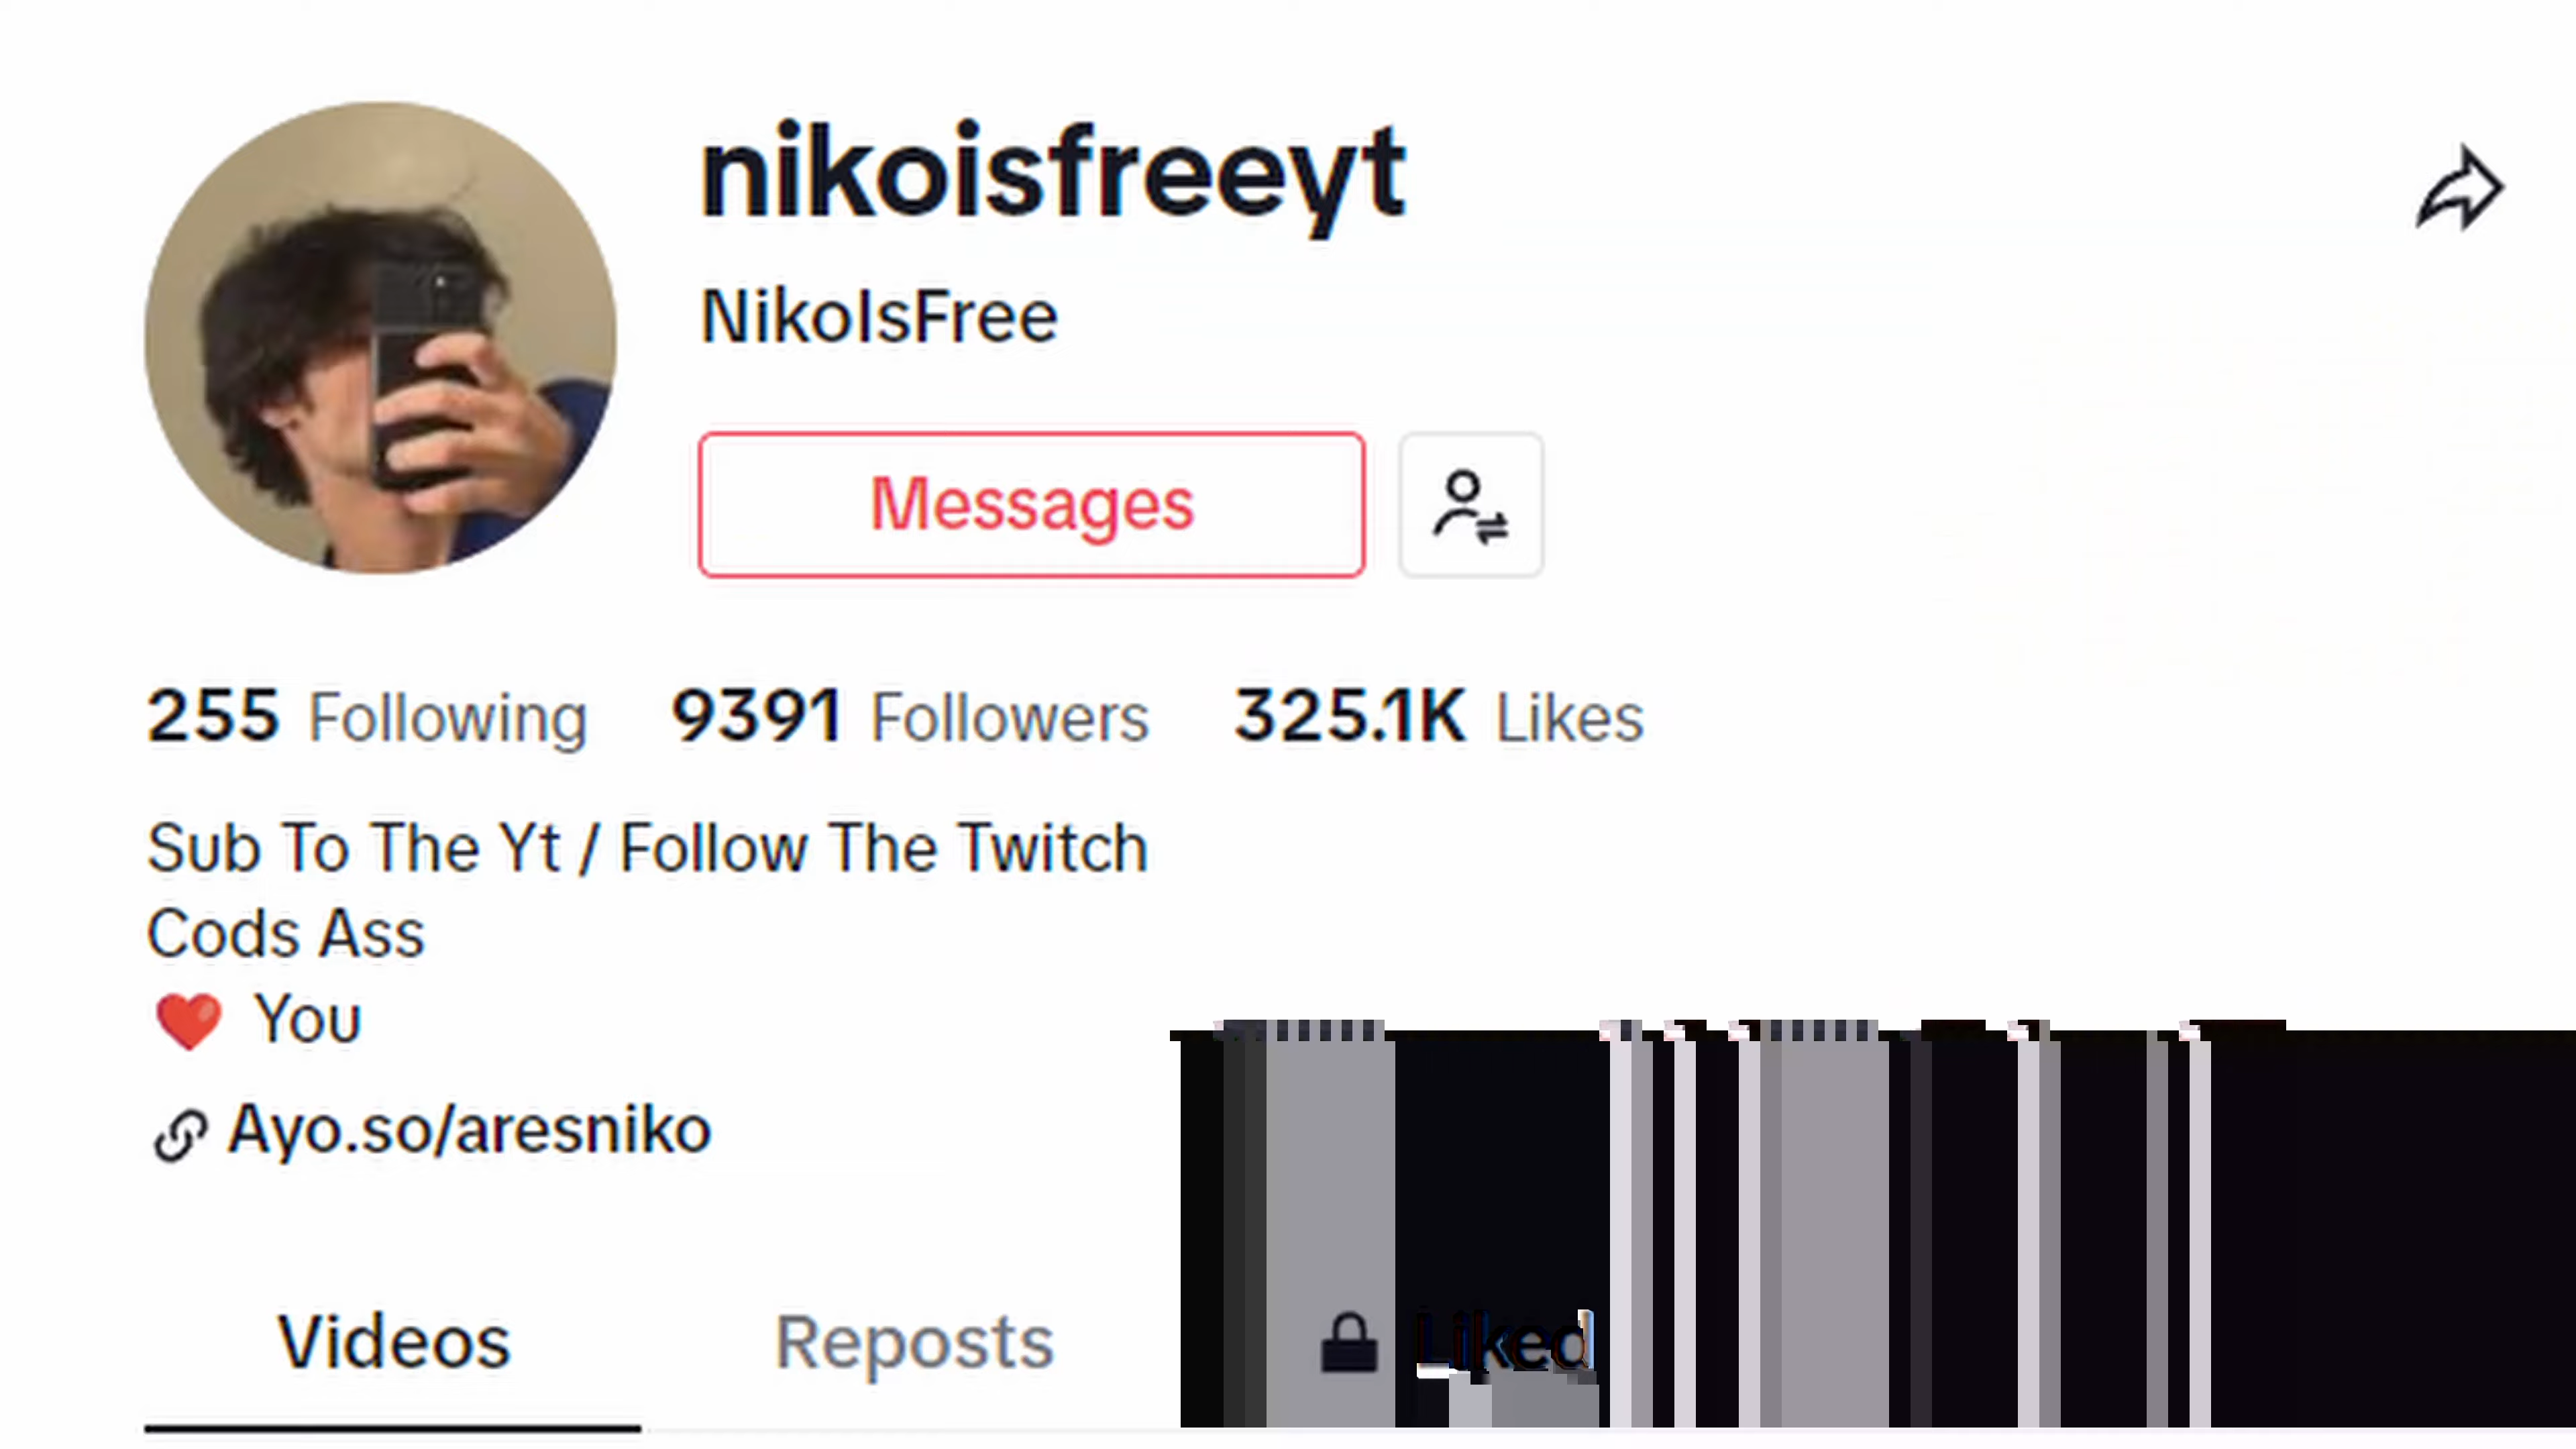 nikoisfreeyt
NikoIsFree
Messages
255 Following 9391 Followers 325.1K Likes
Sub To The Yt / Follow The Twitch
Cods Ass
❤️ You
Ayo.so/aresniko
Videos Reposts Liked